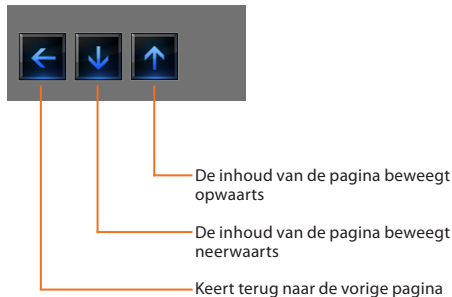 De inhoud van de pagina beweegt
opwaarts
De inhoud van de pagina beweegt
neerwaarts
Keert terug naar de vorige pagina